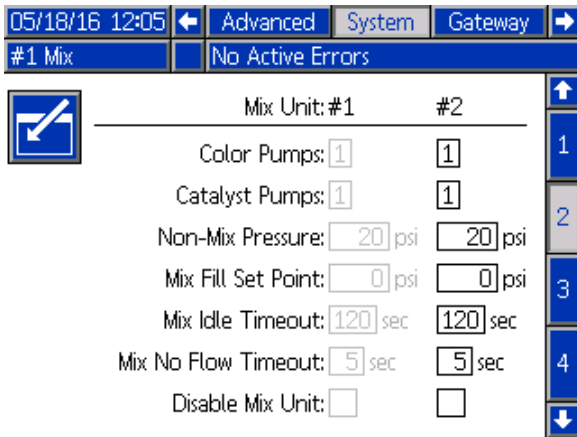 05/18/16 12:05 Advanced System Gateway
#1 Mix No Active Errors
Mix Unit: #1 #2
1
Color Pumps: 1 1
Catalyst Pumps: 1 1
2
Non-Mix Pressure: 20 psi 20 psi
Mix Fill Set Point: 0 psi 0 psi
3
Mix Idle Timeout: 120 sec 120 sec
Mix No Flow Timeout: 5 sec 5 sec
4
Disable Mix Unit: